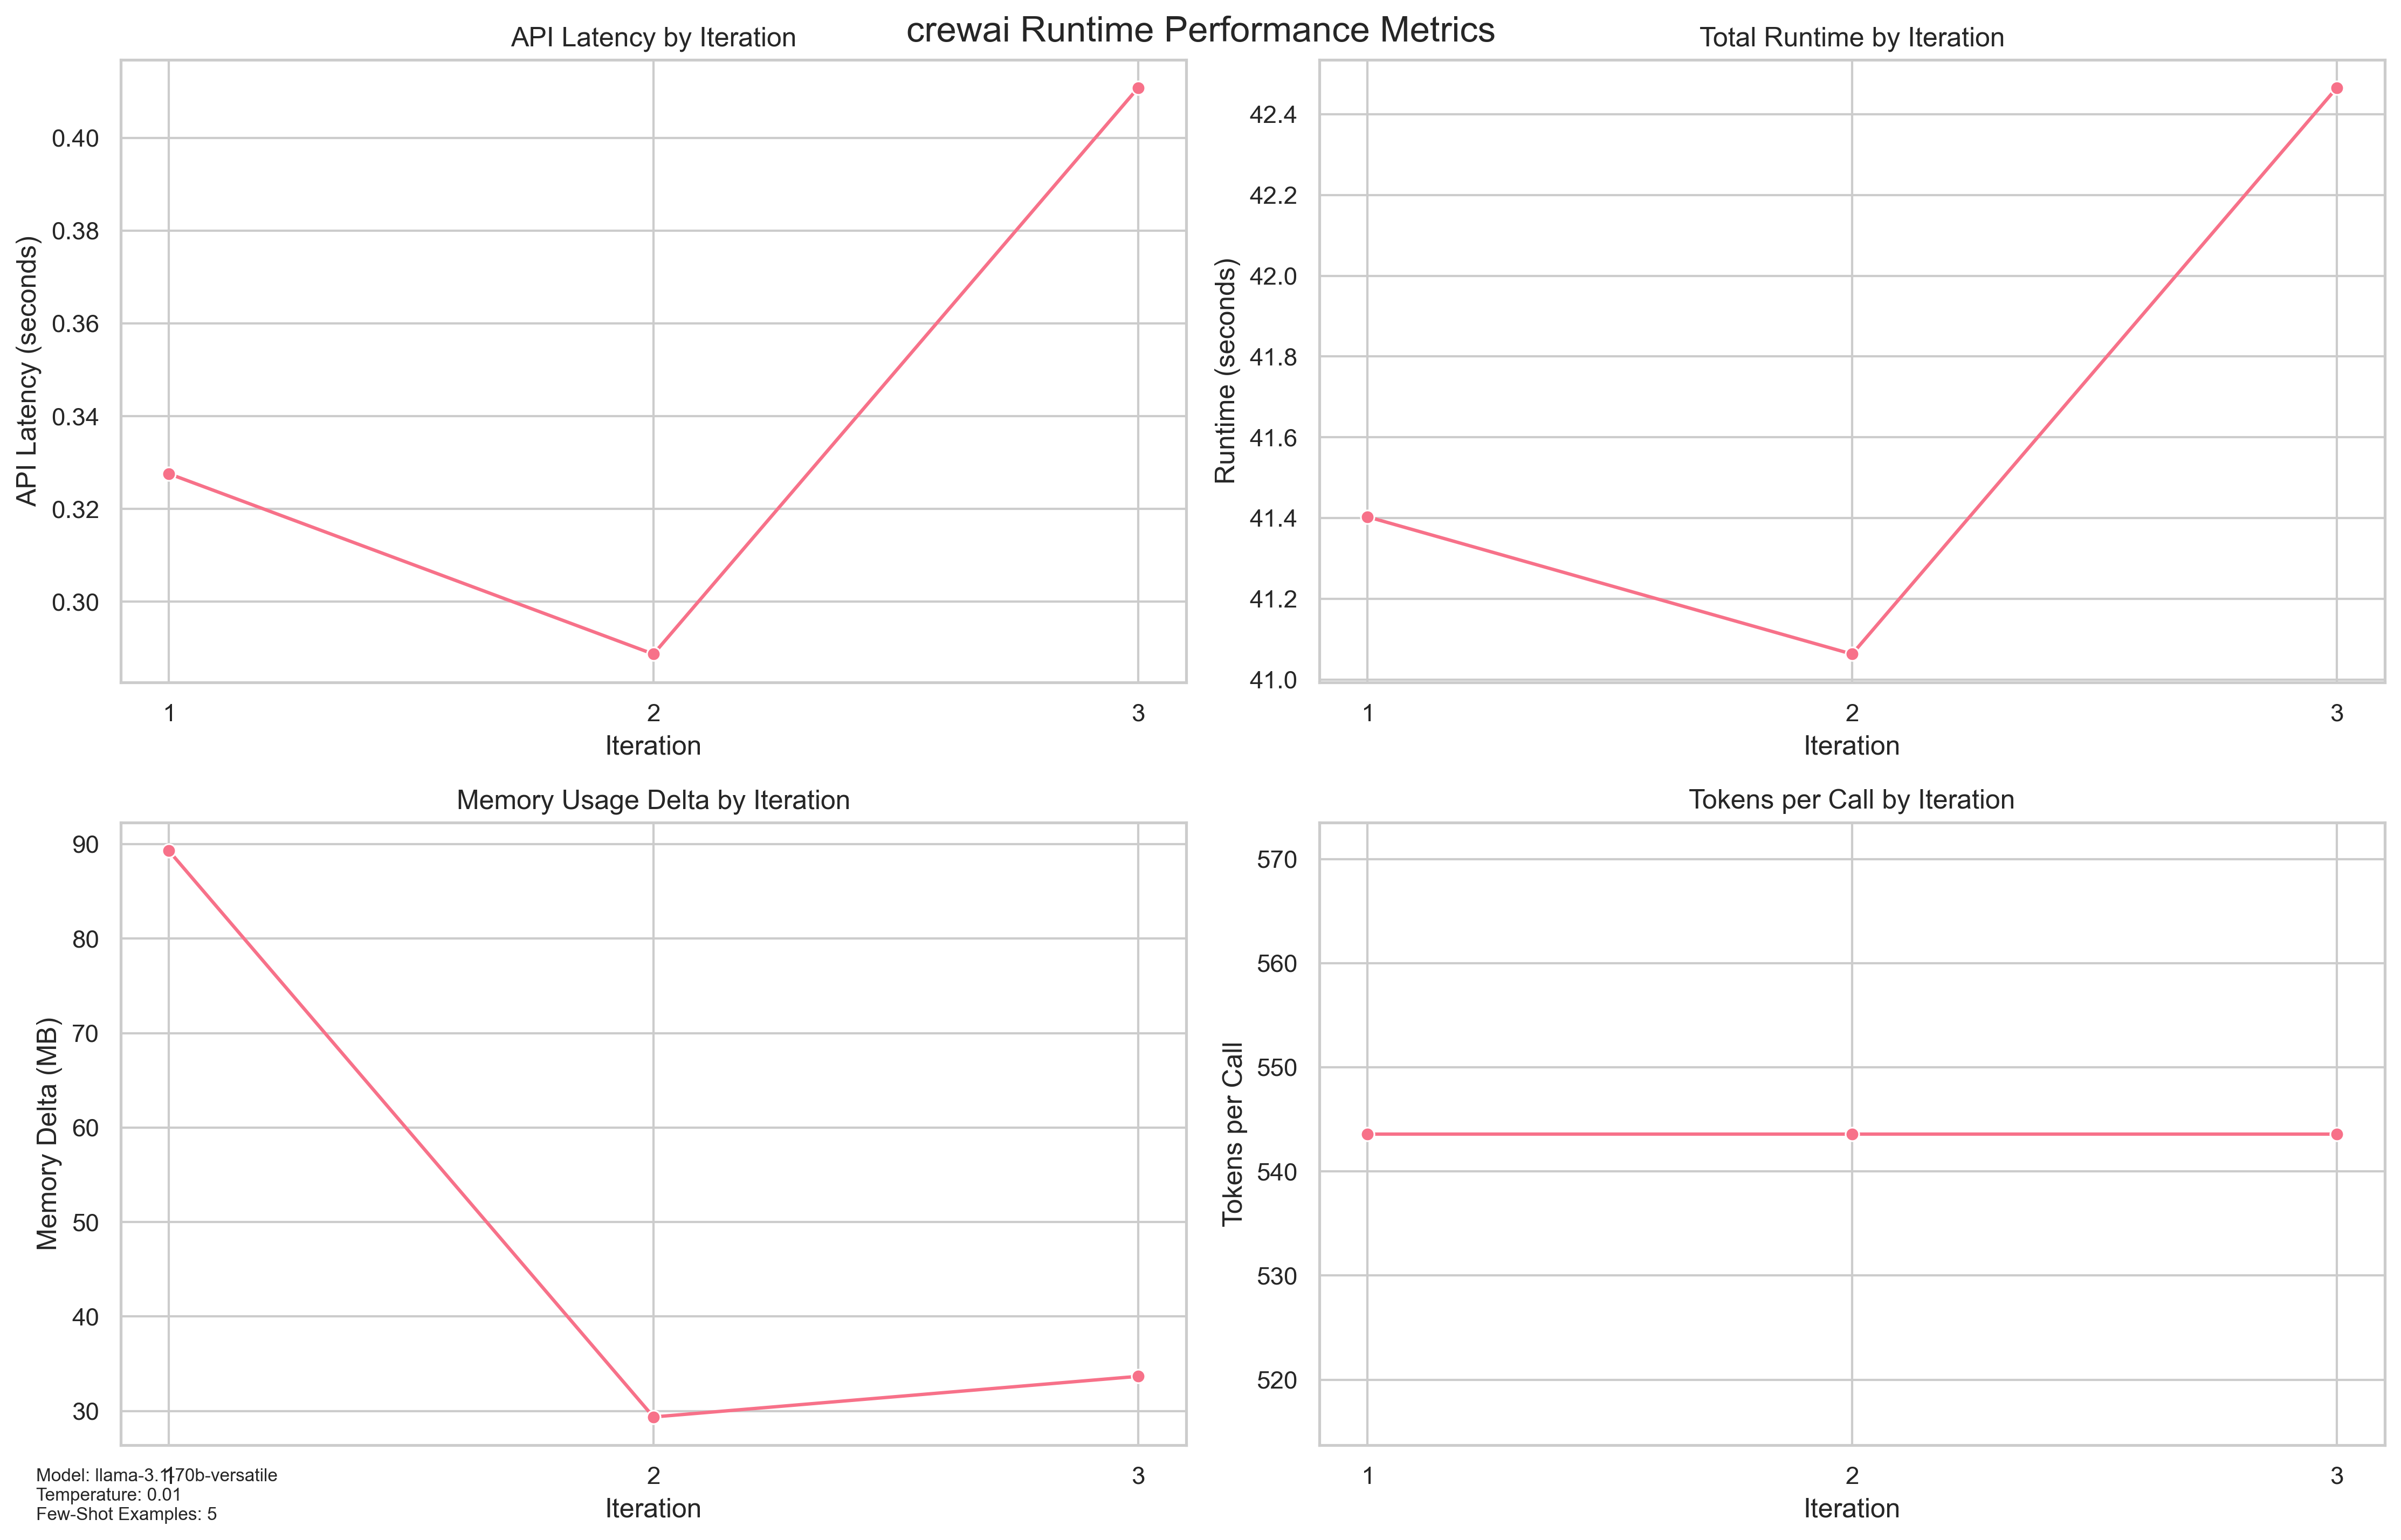 crewai Runtime Performance Metrics
API Latency by Iteration
API Latency (seconds)
0.40
0.38
0.36
0.34
0.32
0.30
1
2
3
Iteration
Total Runtime by Iteration
Runtime (seconds)
42.4
42.2
42.0
41.8
41.6
41.4
41.2
41.0
1
2
3
Iteration
Memory Usage Delta by Iteration
Memory Delta (MB)
90
80
70
60
50
40
30
1
2
3
Iteration
Tokens per Call by Iteration
Tokens per Call
570
560
550
540
530
520
1
2
3
Iteration
Model: llama-3.1-70b-versatile
Temperature: 0.01
Few-Shot Examples: 5